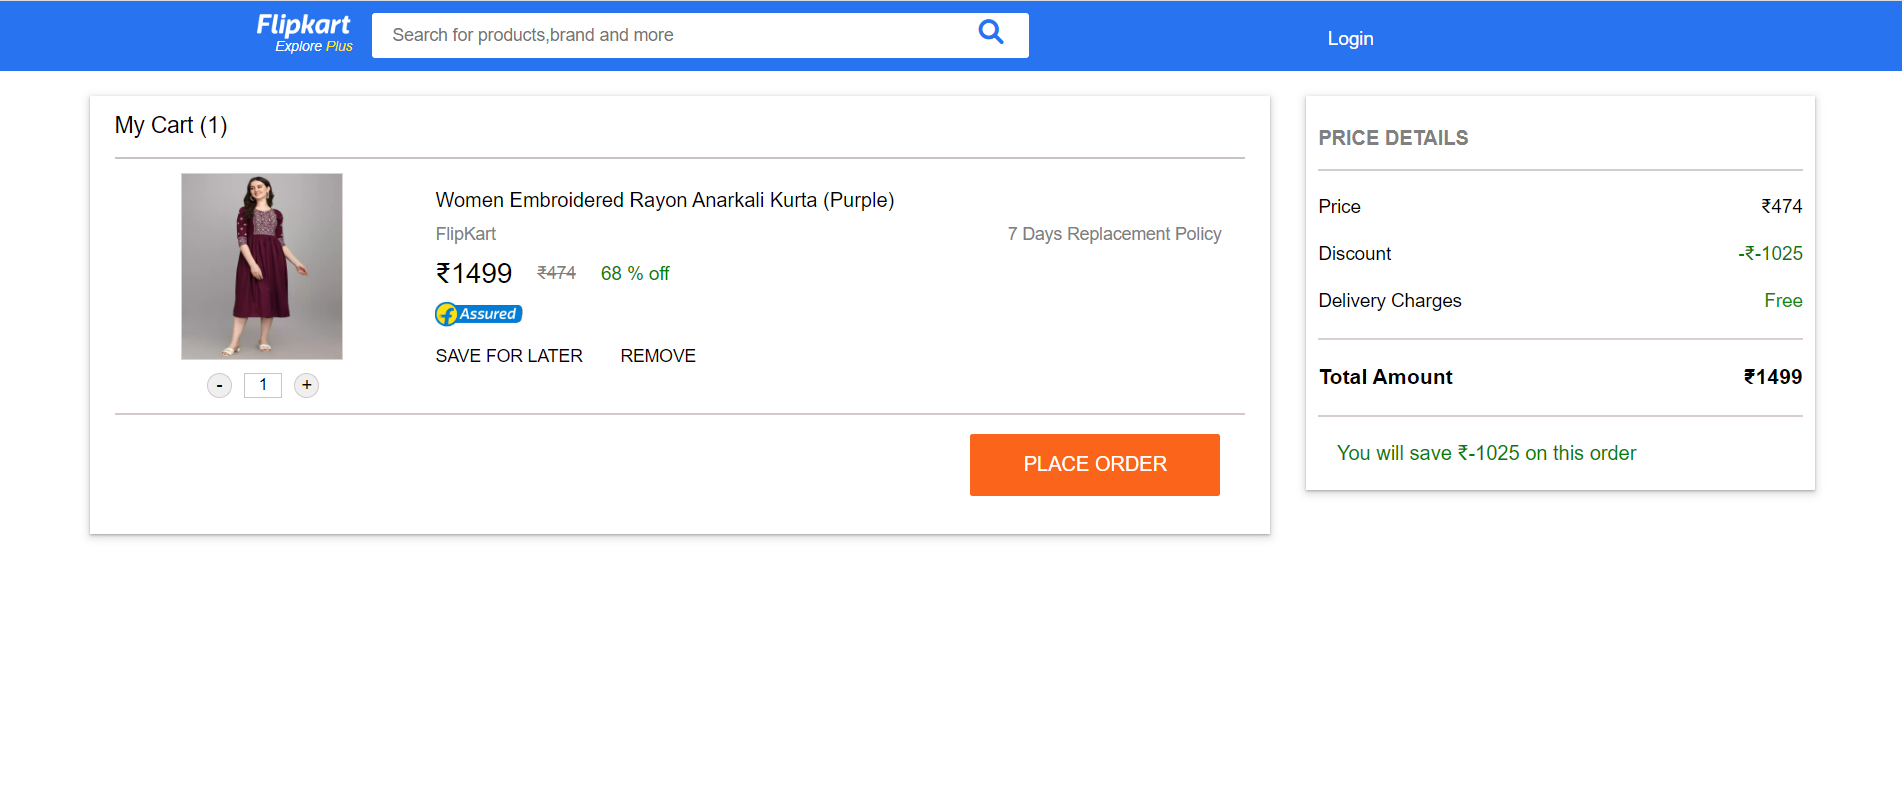 Flipkart
Explore Plus
Search for products,brand and more
Login
My Cart (1)
Women Embroidered Rayon Anarkali Kurta (Purple)
FlipKart
7 Days Replacement Policy
₹1499 ₹474 68 % off
f Assured
SAVE FOR LATER REMOVE
- 1 +
PLACE ORDER
PRICE DETAILS
Price ₹474
Discount -₹-1025
Delivery Charges Free
Total Amount ₹1499
You will save ₹-1025 on this order